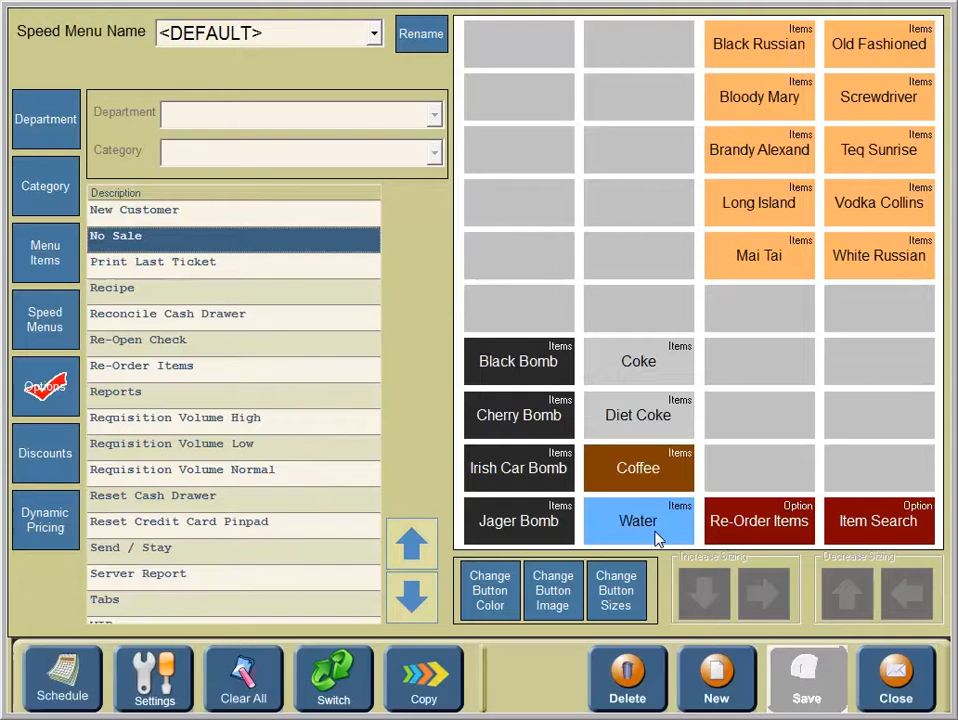 Speed Menu Name
<DEFAULT>
Rename
Department
Category
Menu
Items
Speed
Menus
Options
Discounts
Dynamic
Pricing
Department
Category
Description
New Customer
No Sale
Print Last Ticket
Recipe
Reconcile Cash Drawer
Re-Open Check
Re-Order Items
Reports
Requisition Volume High
Requisition Volume Low
Requisition Volume Normal
Reset Cash Drawer
Reset Credit Card Pinpad
Send / Stay
Server Report
Tabs
Items
Black Russian
Items
Old Fashioned
Items
Bloody Mary
Items
Screwdriver
Items
Brandy Alexand
Items
Teq Sunrise
Items
Long Island
Items
Vodka Collins
Items
Mai Tai
Items
White Russian
Items
Black Bomb
Items
Coke
Items
Cherry Bomb
Items
Diet Coke
Items
Irish Car Bomb
Items
Coffee
Items
Jager Bomb
Items
Water
Option
Re-Order Items
Option
Item Search
Change
Button
Color
Change
Button
Image
Change
Button
Sizes
Increase Sizing
Decrease Sizing
Schedule
Settings
Clear All
Switch
Copy
Delete
New
Save
Close